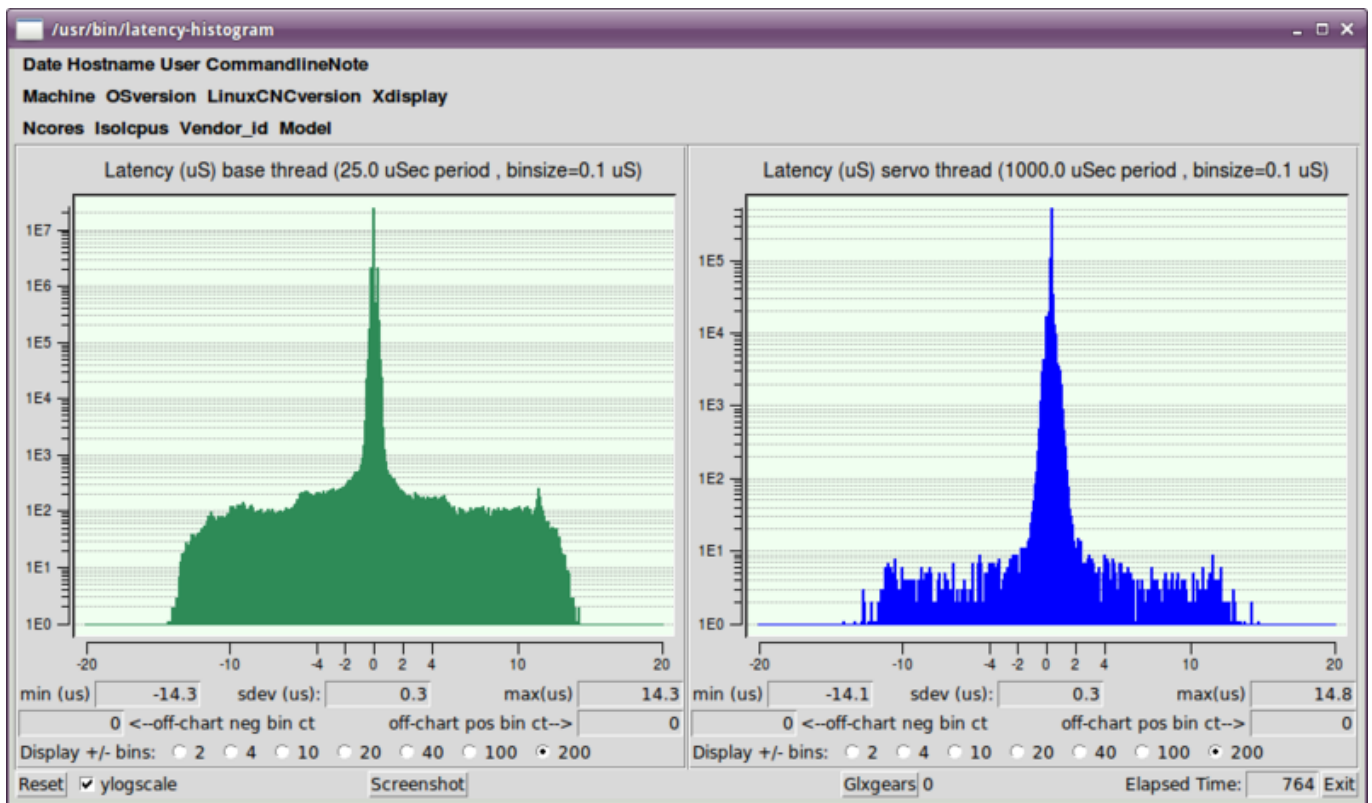 /usr/bin/latency-histogram
Date Hostname User CommandlineNote
Machine OSversion LinuxCNCversion Xdisplay
Ncores Isolcpus Vendor_id Model
Latency (uS) base thread (25.0 uSec period , binsize=0.1 uS)
1E7
1E6
1E5
1E4
1E3
1E2
1E1
1E0
-20 -10 -4 -2 0 2 4 10 20
min (us) -14.3 sdev (us): 0.3 max(us) 14.3
0 <--off-chart neg bin ct off-chart pos bin ct--> 0
Display +/- bins: 2 4 10 20 40 100 200
Latency (uS) servo thread (1000.0 uSec period , binsize=0.1 uS)
1E5
1E4
1E3
1E2
1E1
1E0
-20 -10 -4 -2 0 2 4 10 20
min (us) -14.1 sdev (us): 0.3 max(us) 14.8
0 <--off-chart neg bin ct off-chart pos bin ct--> 0
Display +/- bins: 2 4 10 20 40 100 200
Reset ylogscale Screenshot Glxgears 0 Elapsed Time: 764 Exit